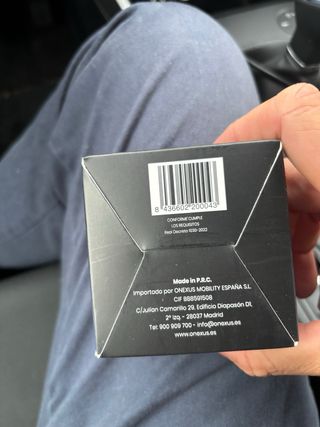 8 436602 200043
CONFORME CUMPLE
LOS REQUISITOS
Real Decreto 1030-2022
Made in P.R.C.
Importado por ONEXUS MOBILITY ESPAÑA S.L
CIF B88591508
C/Julian Camarillo 29, Edificio Diapasón D1,
2º Izq. - 28037 Madrid
Tel: 900 909 700 - info@onexus.es
www.onexus.es